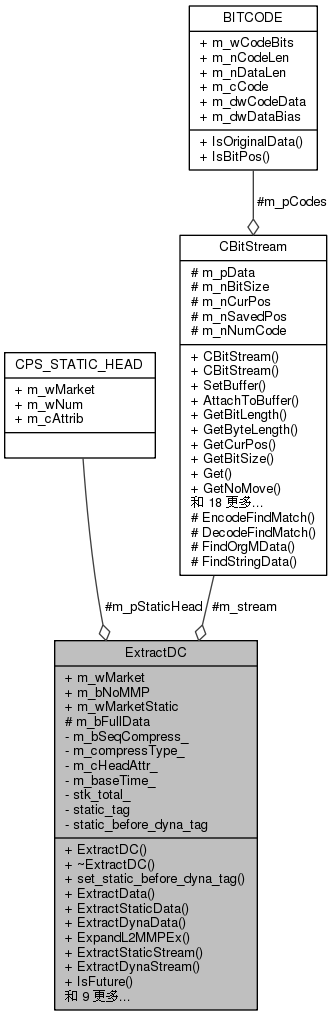 BITCODE
+ m_wCodeBits
+ m_nCodeLen
+ m_nDataLen
+ m_cCode
+ m_dwCodeData
+ m_dwDataBias
+ IsOriginalData()
+ IsBitPos()
#m_pCodes
CBitStream
# m_pData
# m_nBitSize
# m_nCurPos
# m_nSavedPos
# m_nNumCode
+ CBitStream()
+ CBitStream()
+ SetBuffer()
+ AttachToBuffer()
+ GetBitLength()
+ GetByteLength()
+ GetCurPos()
+ GetBitSize()
+ Get()
+ GetNoMove()
和 18 更多...
# EncodeFindMatch()
# DecodeFindMatch()
# FindOrgMData()
# FindStringData()
CPS_STATIC_HEAD
+ m_wMarket
+ m_wNum
+ m_cAttrib
#m_pStaticHead
#m_stream
ExtractDC
+ m_wMarket
+ m_bNoMMP
+ m_wMarketStatic
# m_bFullData
- m_bSeqCompress_
- m_compressType_
- m_cHeadAttr_
- m_baseTime_
- stk_total_
- static_tag
- static_before_dyna_tag
+ ExtractDC()
+ ~ExtractDC()
+ set_static_before_dyna_tag()
+ ExtractData()
+ ExtractStaticData()
+ ExtractDynaData()
+ ExpandL2MMPEx()
+ ExtractStaticStream()
+ ExtractDynaStream()
+ IsFuture()
和 9 更多...